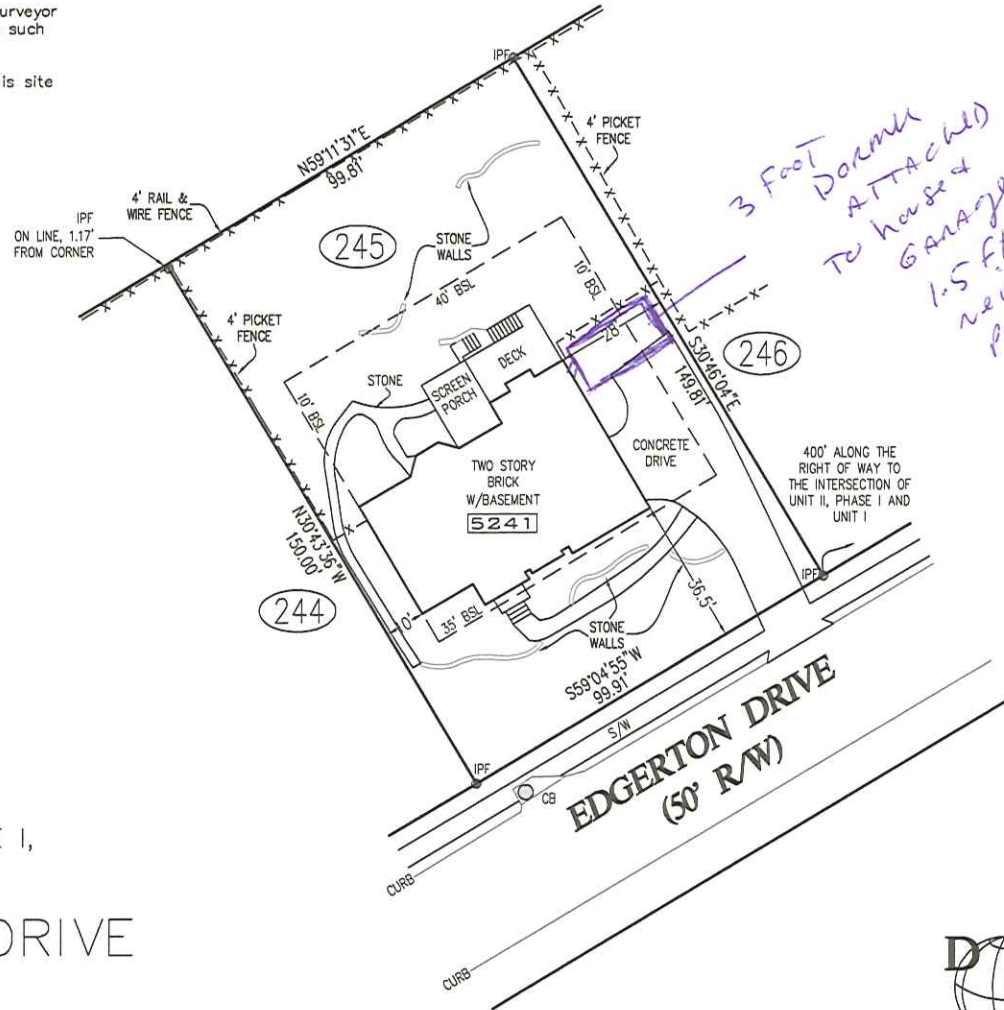 urveyor
such
is site
IPF
4' PICKET
FENCE
N59°11'31"E
99.81'
4' RAIL &
WIRE FENCE
IPF
ON LINE, 1.17'
FROM CORNER
245
STONE
WALLS
3 FooT
DORMER
ATTACHED
To house &
GARAGE
1.5 ft
4' PICKET
FENCE
40' BSL
10' BSL
28'
STONE
DECK
SCREEN
PORCH
10' BSL
S30°46'04"E
149.81'
246
CONCRETE
DRIVE
TWO STORY
BRICK
W/BASEMENT
5241
400' ALONG THE
RIGHT OF WAY TO
THE INTERSECTION OF
UNIT II, PHASE I AND
UNIT I
N30°43'36"W
150.00'
244
IPF
35' BSL
36.5'
STONE
WALLS
S59°04'55"W
99.91'
S/W
IPF
CB
EDGERTON DRIVE
(50' R/W)
E I,
CURB
DRIVE
CURB
D